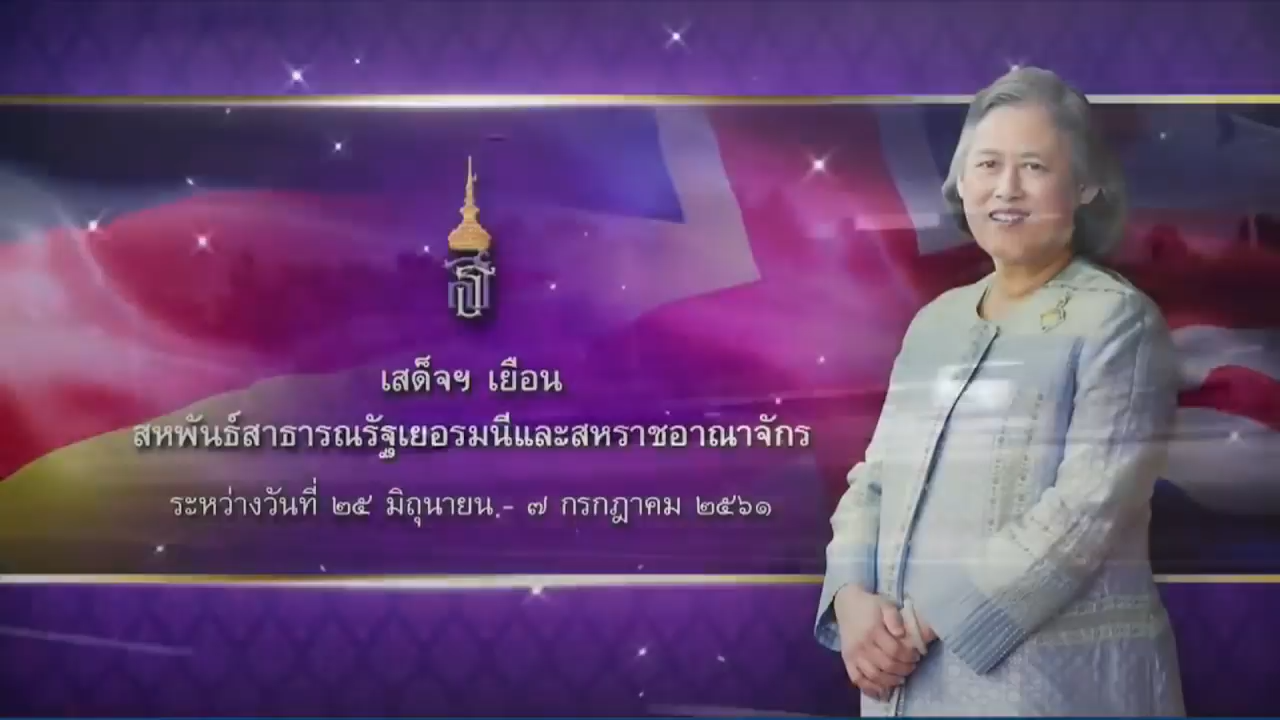 เสด็จฯ เยือน
สหพันธ์สาธารณรัฐเยอรมนีและสหราชอาณาจักร
ระหว่างวันที่ ๒๕ มิถุนายน - ๗ กรกฎาคม ๒๕๖๑